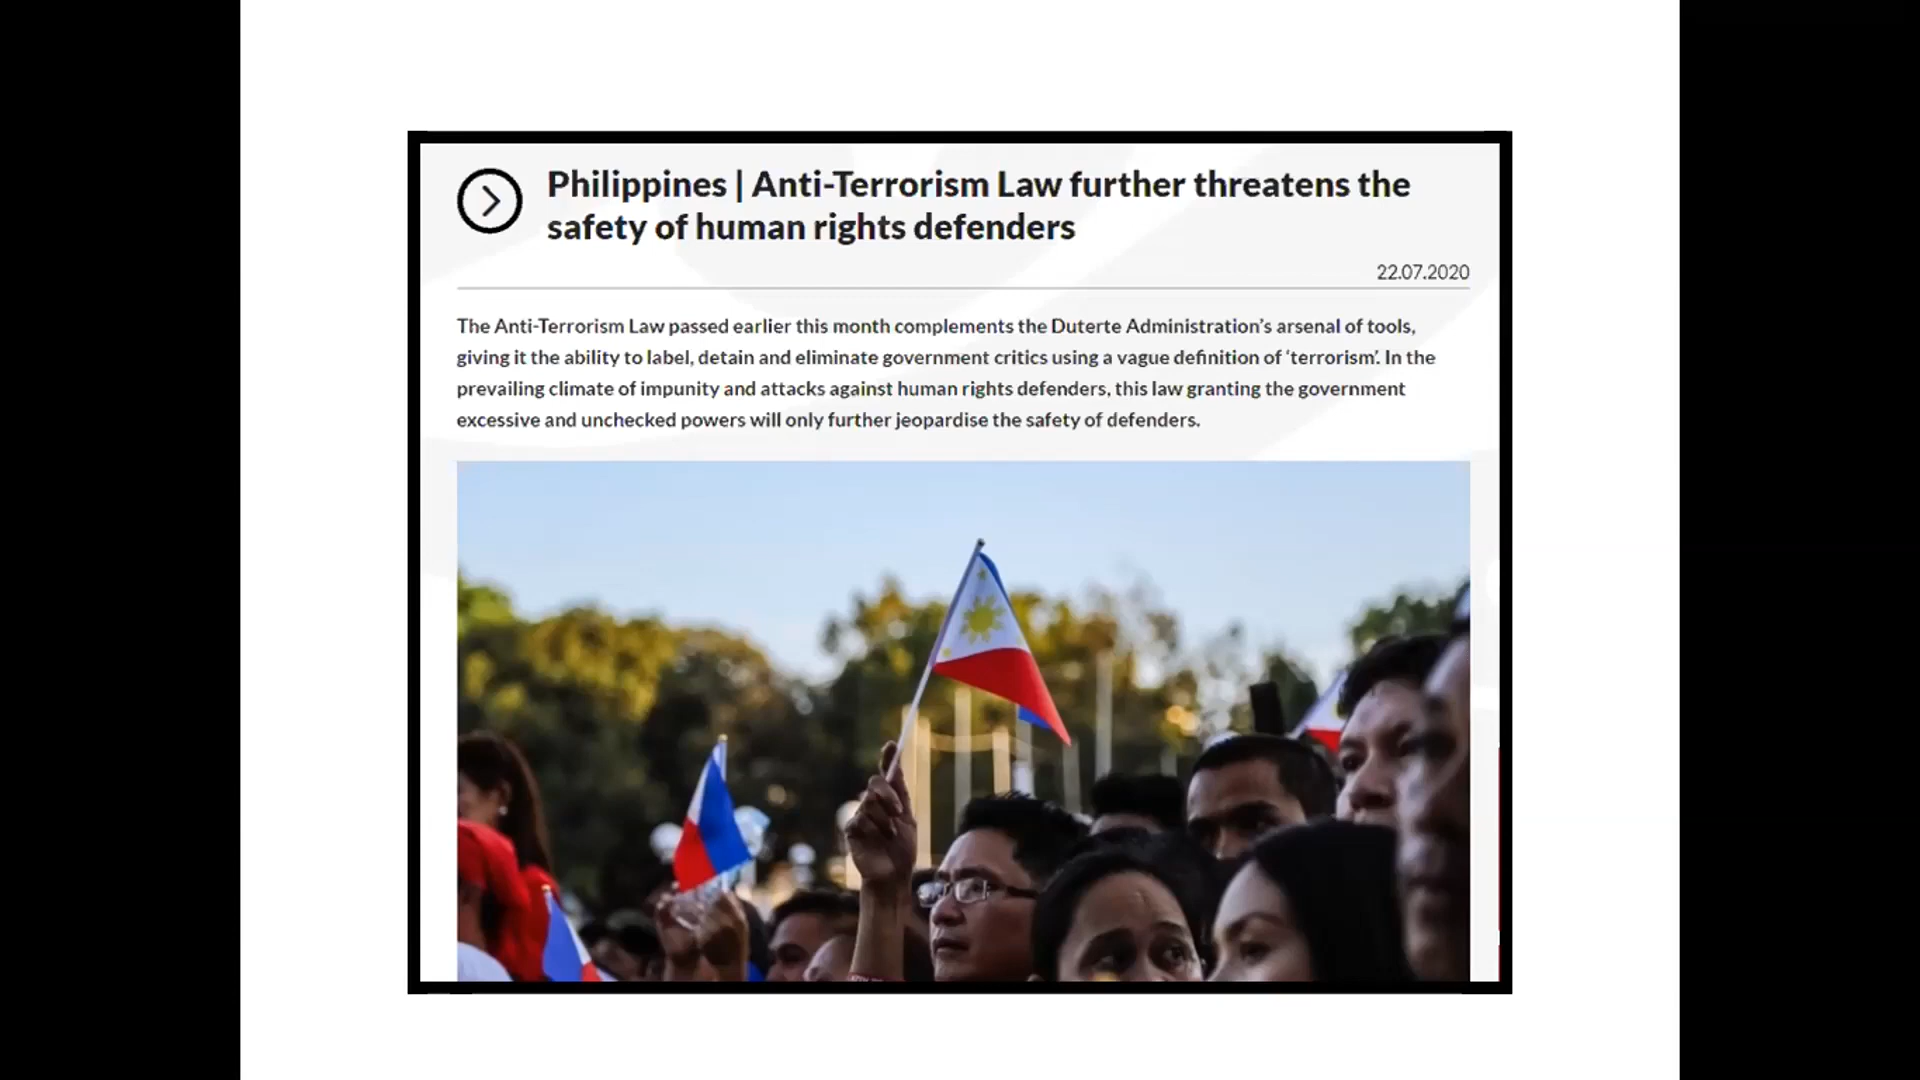 Philippines | Anti-Terrorism Law further threatens the
safety of human rights defenders
22.07.2020
The Anti-Terrorism Law passed earlier this month complements the Duterte Administration’s arsenal of tools,
giving it the ability to label, detain and eliminate government critics using a vague definition of ‘terrorism’. In the
prevailing climate of impunity and attacks against human rights defenders, this law granting the government
excessive and unchecked powers will only further jeopardise the safety of defenders.